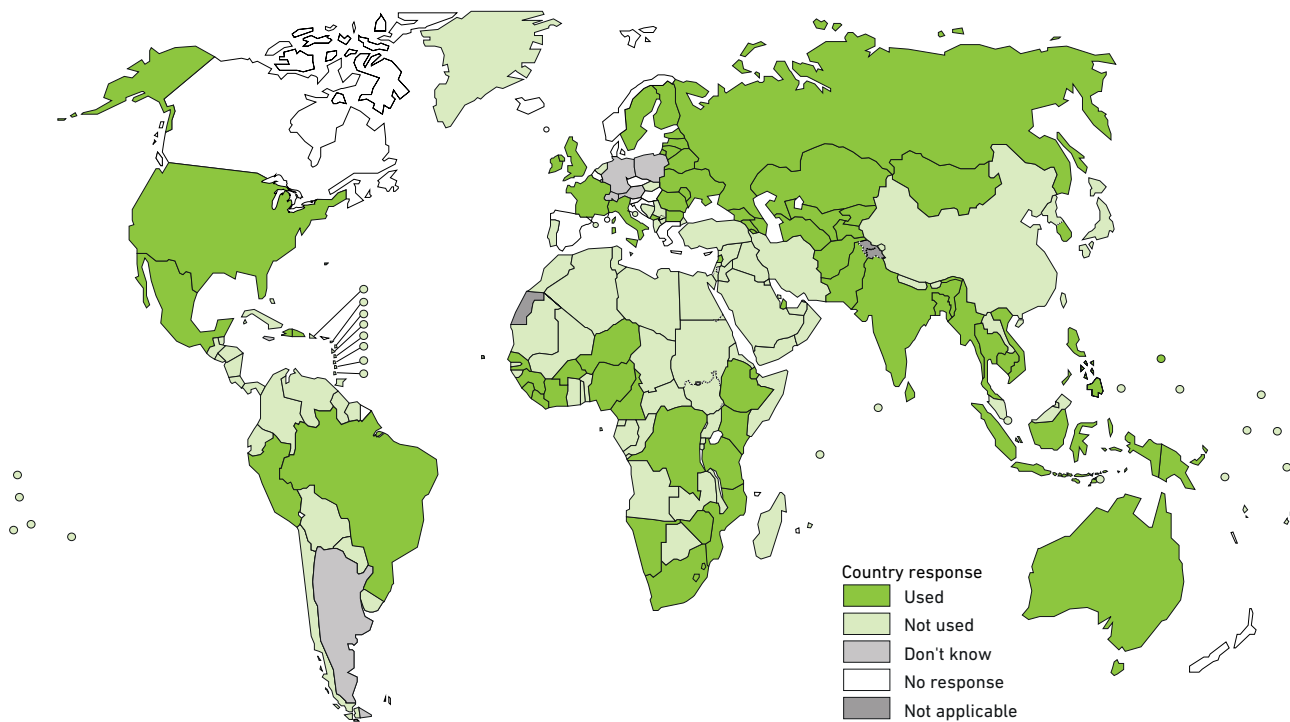 Country response
Used
Not used
Don't know
No response
Not applicable